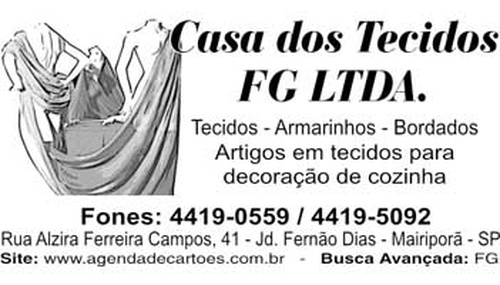 Casa dos Tecidos
FG LTDA.
Tecidos - Armarinhos - Bordados
Artigos em tecidos para
decoração de cozinha
Fones: 4419-0559 / 4419-5092
Rua Alzira Ferreira Campos, 41 - Jd. Fernão Dias - Mairiporã - SP
Site: www.agendadecartoes.com.br - Busca Avançada: FG